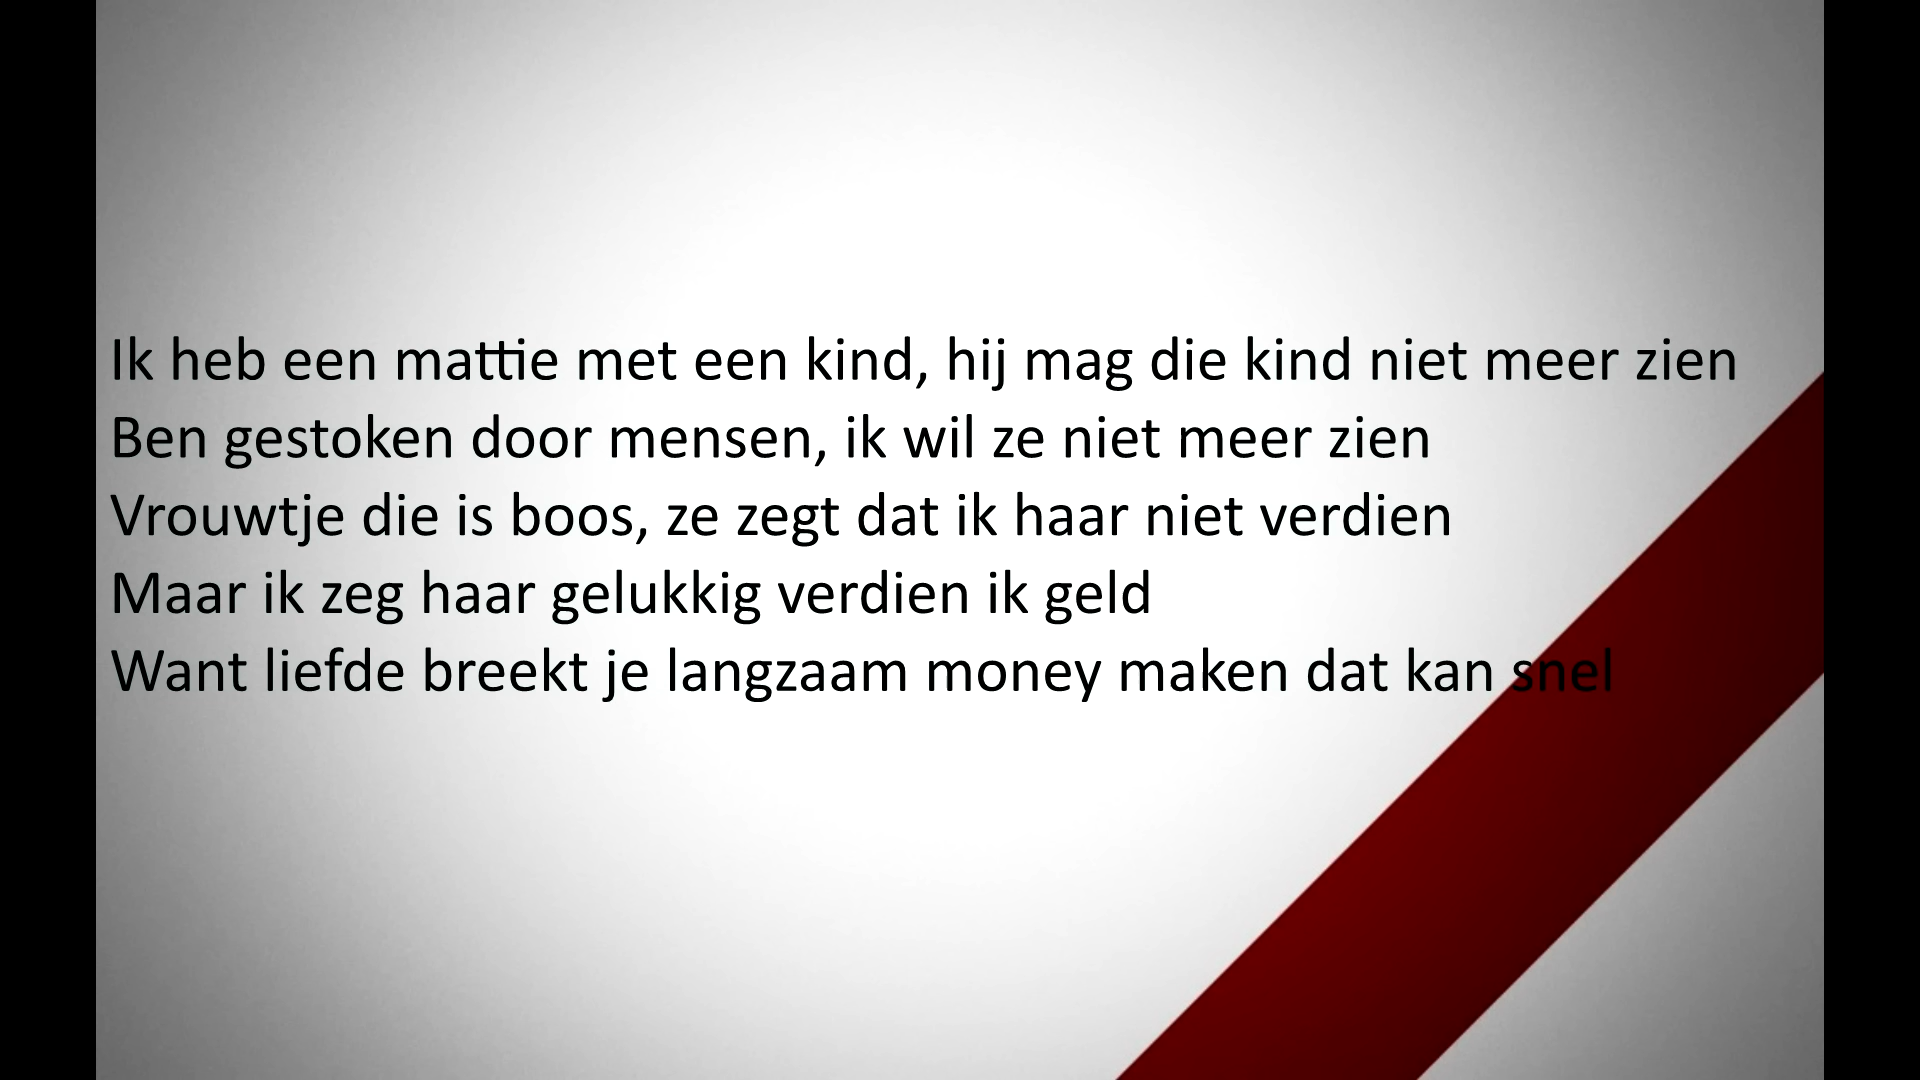 Ik heb een mattie met een kind, hij mag die kind niet meer zien
Ben gestoken door mensen, ik wil ze niet meer zien
Vrouwtje die is boos, ze zegt dat ik haar niet verdien
Maar ik zeg haar gelukkig verdien ik geld
Want liefde breekt je langzaam money maken dat kan snel